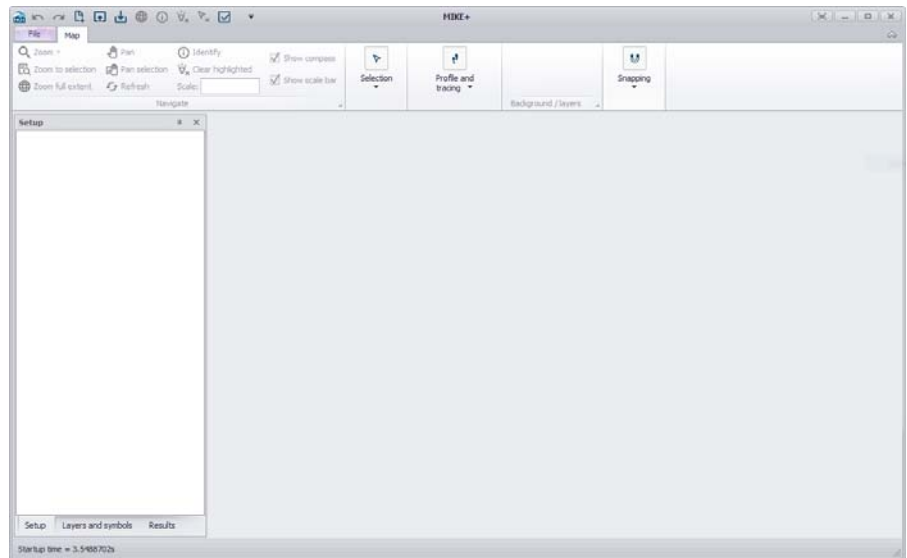 MIKE+
File Map
Zoom Pan Identify Show compass
Zoom to selection Pan selection Clear highlighted Show scale bar
Zoom full extent Refresh Scale:
Selection Profile and tracing Snapping
Navigate Background / layers
Setup
Setup Layers and symbols Results
Startup time = 3.5488702s